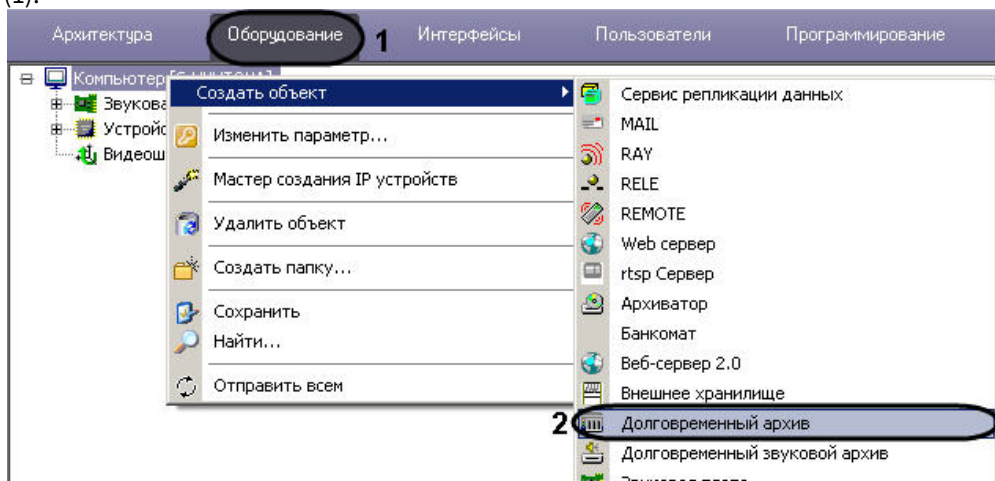 (1).
Архитектура Оборудование 1 Интерфейсы Пользователи Программирование
Компьютер
Звукова
Устройс
Видеош
Создать объект
Изменить параметр...
Мастер создания IP устройств
Удалить объект
Создать папку...
Сохранить
Найти...
Отправить всем
Сервис репликации данных
MAIL
RAY
RELE
REMOTE
Web сервер
rtsp Сервер
Архиватор
Банкомат
Веб-сервер 2.0
Внешнее хранилище
2 Долговременный архив
Долговременный звуковой архив